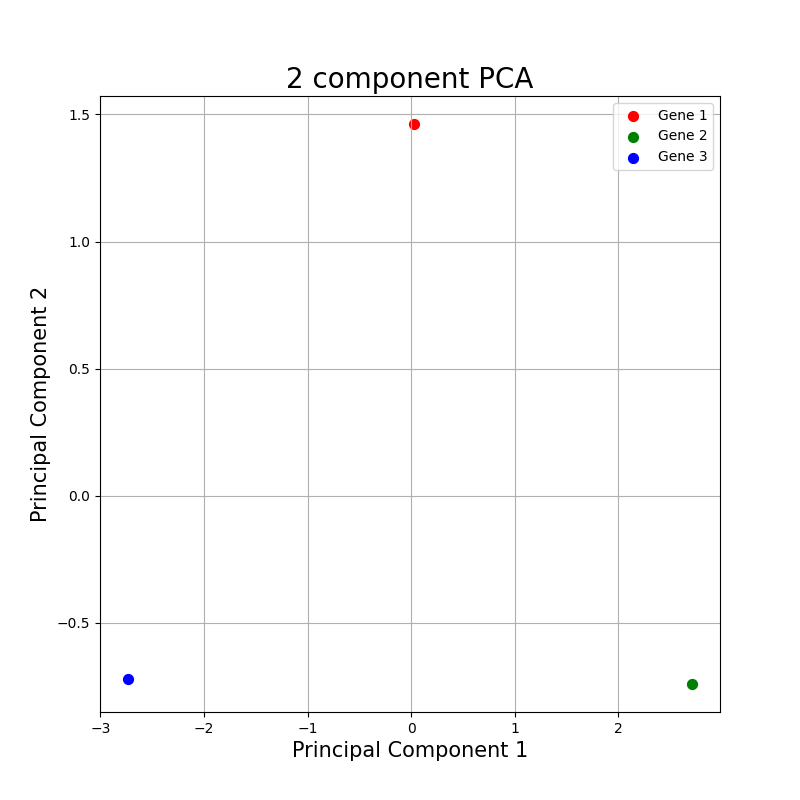 2 component PCA
Gene 1
Gene 2
Gene 3
Principal Component 2
1.5
1.0
0.5
0.0
−0.5
−3
−2
−1
0
1
2
Principal Component 1